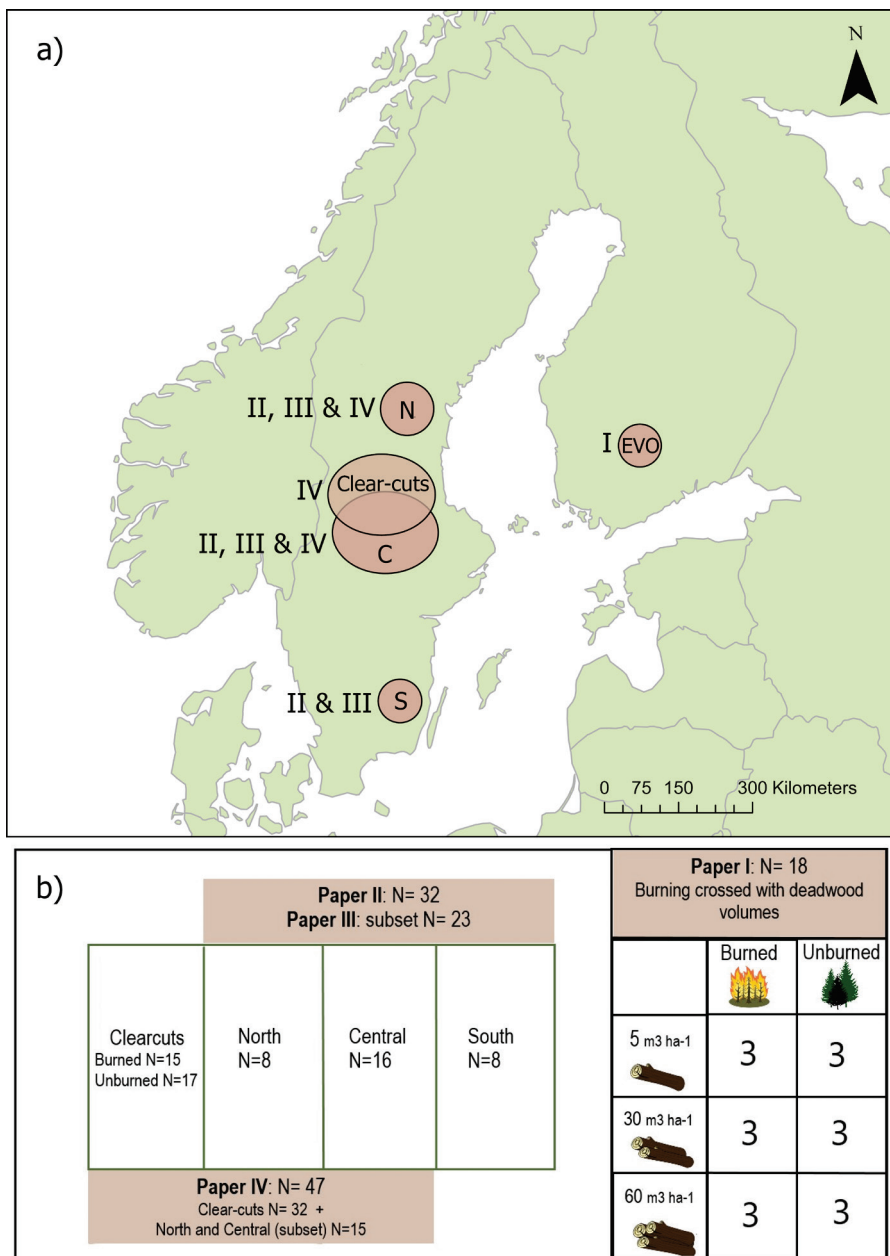 a)
N
II, III & IV
N
I
EVO
IV
Clear-cuts
II, III & IV
C
II & III
S
0 75 150 300 Kilometers
b)
Paper II: N= 32
Paper III: subset N= 23
Clearcuts
Burned N=15
Unburned N=17
North
N=8
Central
N=16
South
N=8
Paper IV: N= 47
Clear-cuts N= 32 +
North and Central (subset) N=15
Paper I: N= 18
Burning crossed with deadwood
volumes
Burned Unburned
5 m3 ha-1 3 3
30 m3 ha-1 3 3
60 m3 ha-1 3 3